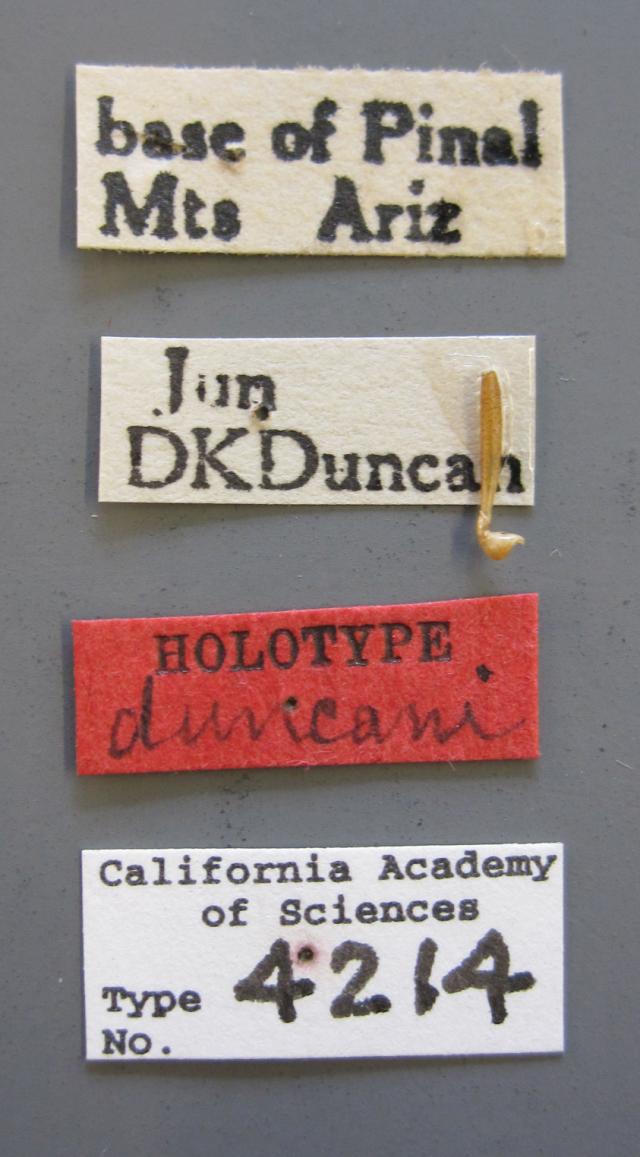 base of Pinal
Mts Ariz
Jun
DKDuncan
HOLOTYPE
duncani
California Academy
of Sciences
Type 4214
No.